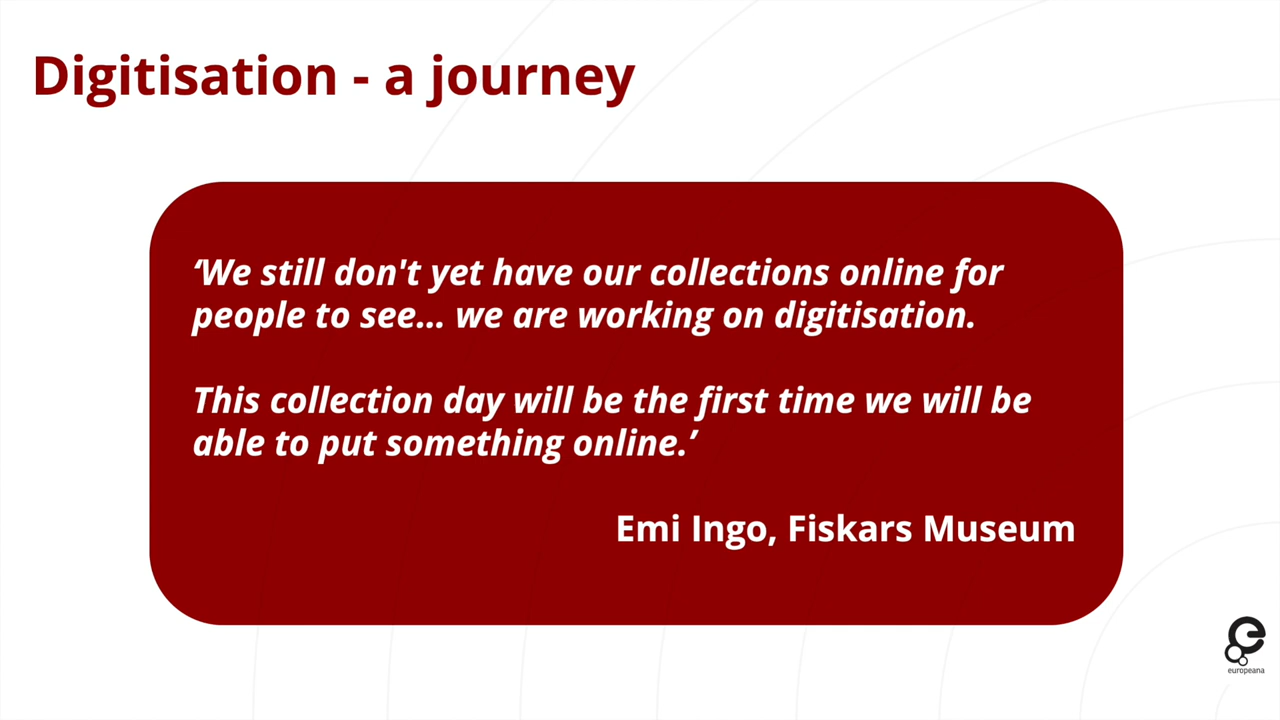 Digitisation - a journey
‘We still don't yet have our collections online for
people to see... we are working on digitisation.
This collection day will be the first time we will be
able to put something online.’
Emi Ingo, Fiskars Museum
europeana